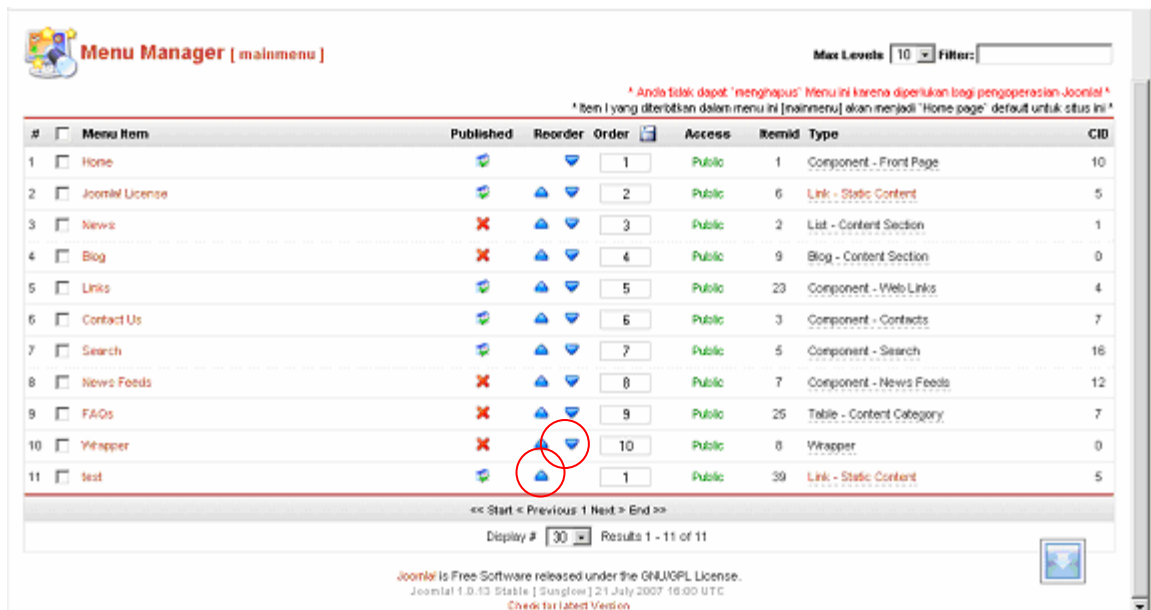 Menu Manager [ mainmenu ]
Max Levels 10 Filter:
* Anda tidak dapat `menghapus` Menu ini karena diperlukan bagi pengoperasian Joomla! *
* Item I yang diterbitkan dalam menu ini [mainmenu] akan menjadi `Home page` default untuk situs ini *
# Menu Item Published Reorder Order Access Itemid Type CID
1 Home 1 Public 1 Component - Front Page 10
2 Joomla! License 2 Public 6 Link - Static Content 5
3 News 3 Public 2 List - Content Section 1
4 Blog 4 Public 9 Blog - Content Section 0
5 Links 5 Public 23 Component - Web Links 4
6 Contact Us 6 Public 3 Component - Contacts 7
7 Search 7 Public 5 Component - Search 16
8 News Feeds 8 Public 7 Component - News Feeds 12
9 FAQs 9 Public 25 Table - Content Category 7
10 Wrapper 10 Public 8 Wrapper 0
11 test 1 Public 39 Link - Static Content 5
<< Start < Previous 1 Next > End >>
Display # 30 Results 1 - 11 of 11
Joomla! is Free Software released under the GNU/GPL License.
Joomla! 1.0.13 Stable [ Sunglow ] 21 July 2007 16:00 UTC
Check for Latest Version